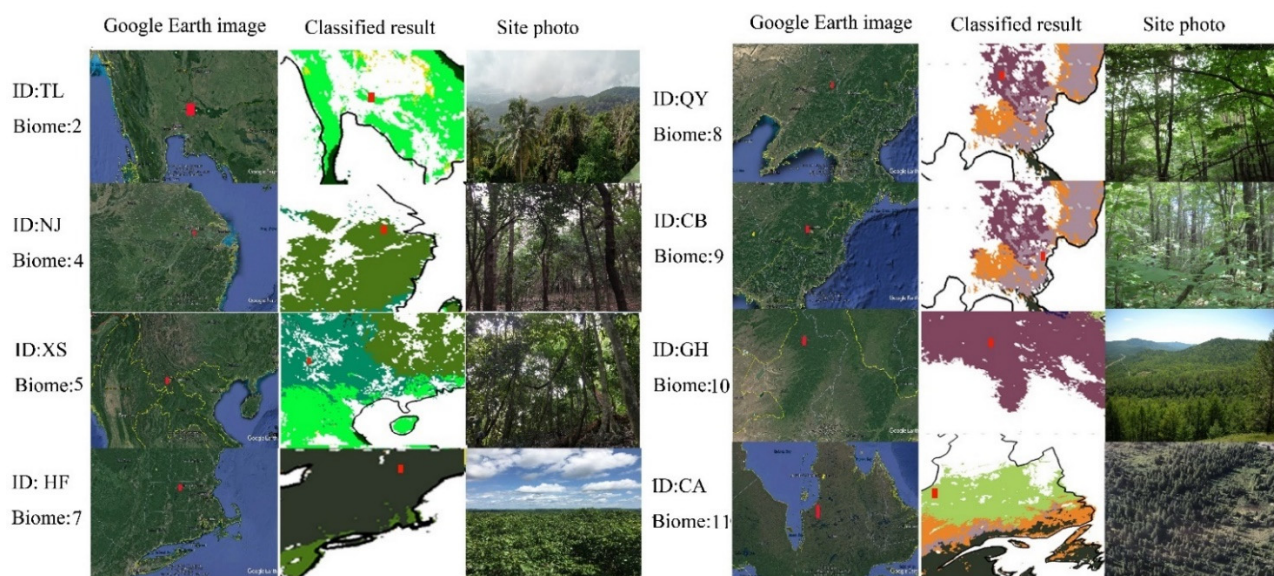 Google Earth image Classified result Site photo
ID:TL
Biome:2
ID:NJ
Biome:4
ID:XS
Biome:5
ID: HF
Biome:7
Google Earth image Classified result Site photo
ID:QY
Biome:8
ID:CB
Biome:9
ID:GH
Biome:10
ID:CA
Biome:11